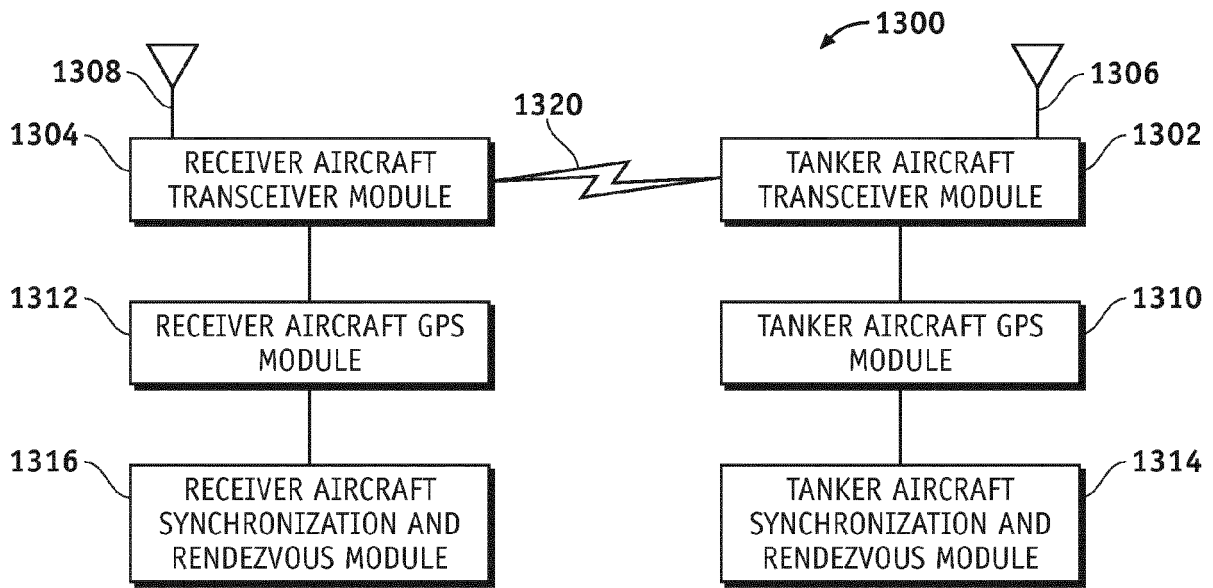 1300
1308
1306
1320
1304
1302
RECEIVER AIRCRAFT
TRANSCEIVER MODULE
TANKER AIRCRAFT
TRANSCEIVER MODULE
1312
1310
RECEIVER AIRCRAFT GPS
MODULE
TANKER AIRCRAFT GPS
MODULE
1316
1314
RECEIVER AIRCRAFT
SYNCHRONIZATION AND
RENDEZVOUS MODULE
TANKER AIRCRAFT
SYNCHRONIZATION AND
RENDEZVOUS MODULE